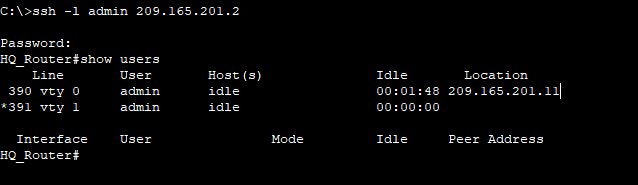 C:\>ssh -l admin 209.165.201.2
Password:
HQ_Router#show users
Line User Host(s) Idle Location
390 vty 0 admin idle 00:01:48 209.165.201.11
*391 vty 1 admin idle 00:00:00
Interface User Mode Idle Peer Address
HQ_Router#